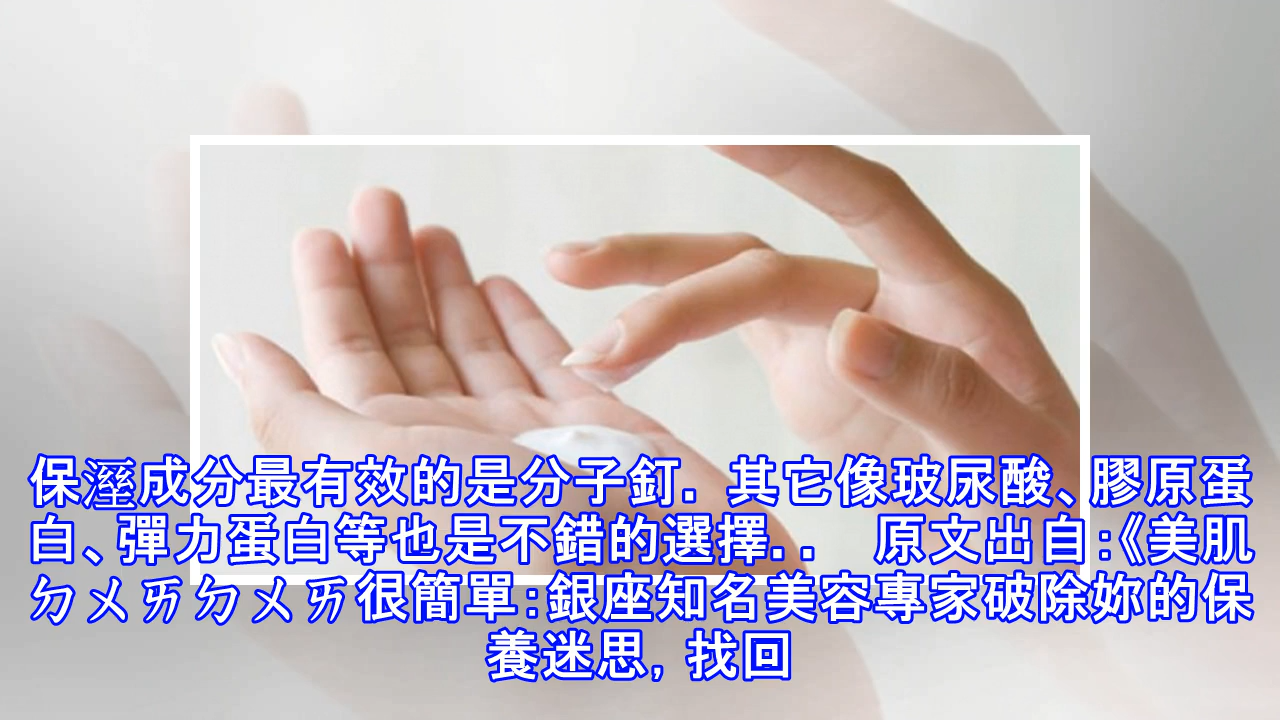 保溼成分最有效的是分子釘. 其它像玻尿酸、膠原蛋
白、彈力蛋白等也是不錯的選擇.. 原文出自:《美肌
ㄉㄨㄞㄉㄨㄞ很簡單:銀座知名美容專家破除妳的保
養迷思, 找回